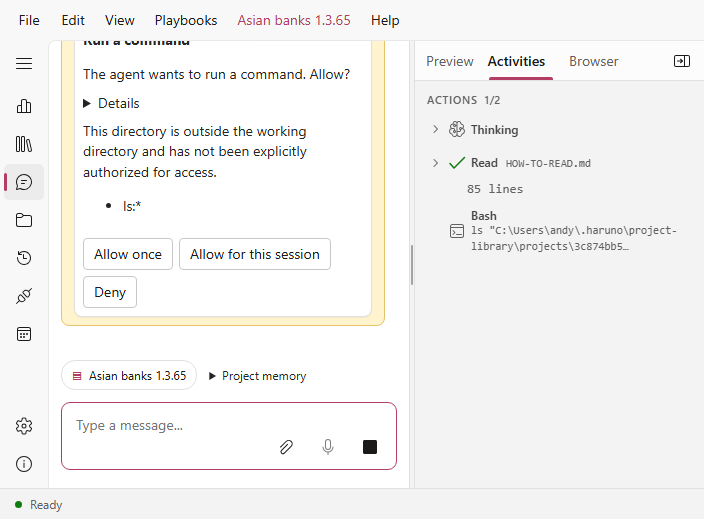 File Edit View Playbooks Asian banks 1.3.65 Help
Run a command
The agent wants to run a command. Allow?
Details
This directory is outside the working
directory and has not been explicitly
authorized for access.
ls:*
Allow once Allow for this session
Deny
Asian banks 1.3.65 Project memory
Type a message...
Preview Activities Browser
ACTIONS 1/2
Thinking
Read HOW-TO-READ.md
85 lines
Bash
ls "C:\Users\andy\.haruno\project-
library\projects\3c874bb5…
Ready